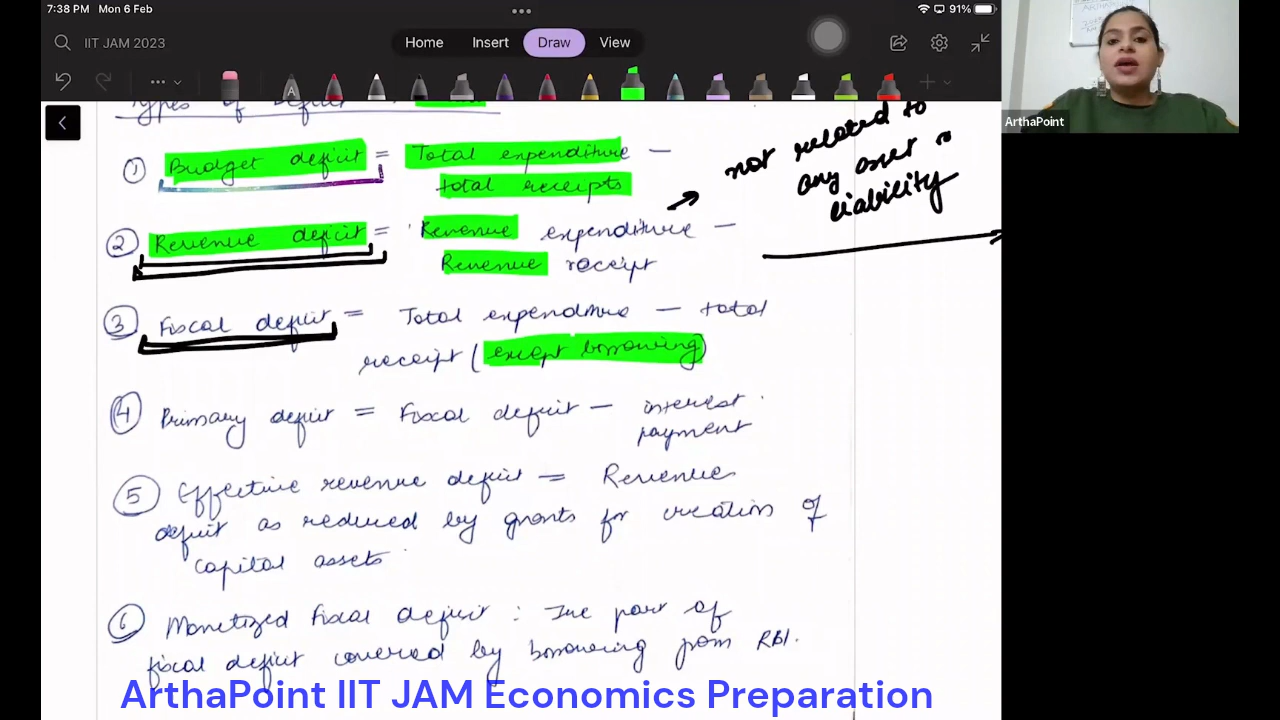 7:38 PM Mon 6 Feb
91%
IIT JAM 2023
Home Insert Draw View
ArthaPoint
Types of Deficit
① Budget deficit = Total expenditure —
total receipts
② Revenue deficit = Revenue expenditure —
Revenue receipt
not related to
any asset or
liability
③ Fiscal deficit = Total expenditure — total
receipt (except borrowing)
④ Primary deficit = Fiscal deficit — interest
payment
⑤ Effective revenue deficit = Revenue
deficit as reduced by grants for creation of
capital assets
⑥ Monetized fiscal deficit : The part of
fiscal deficit covered by borrowing from RBI.
ArthaPoint IIT JAM Economics Preparation